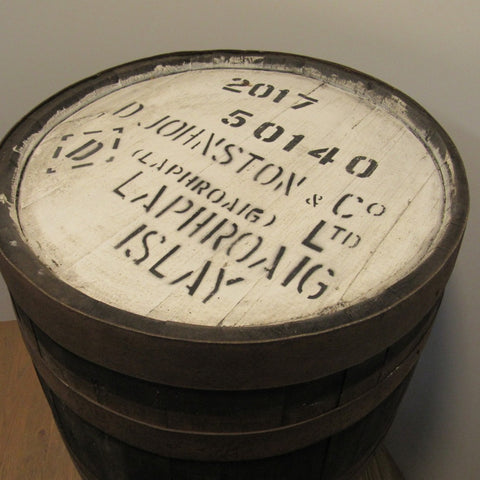 2017
50140
D. JOHNSTON & CO LTD
(LAPHROAIG)
D
LAPHROAIG
ISLAY